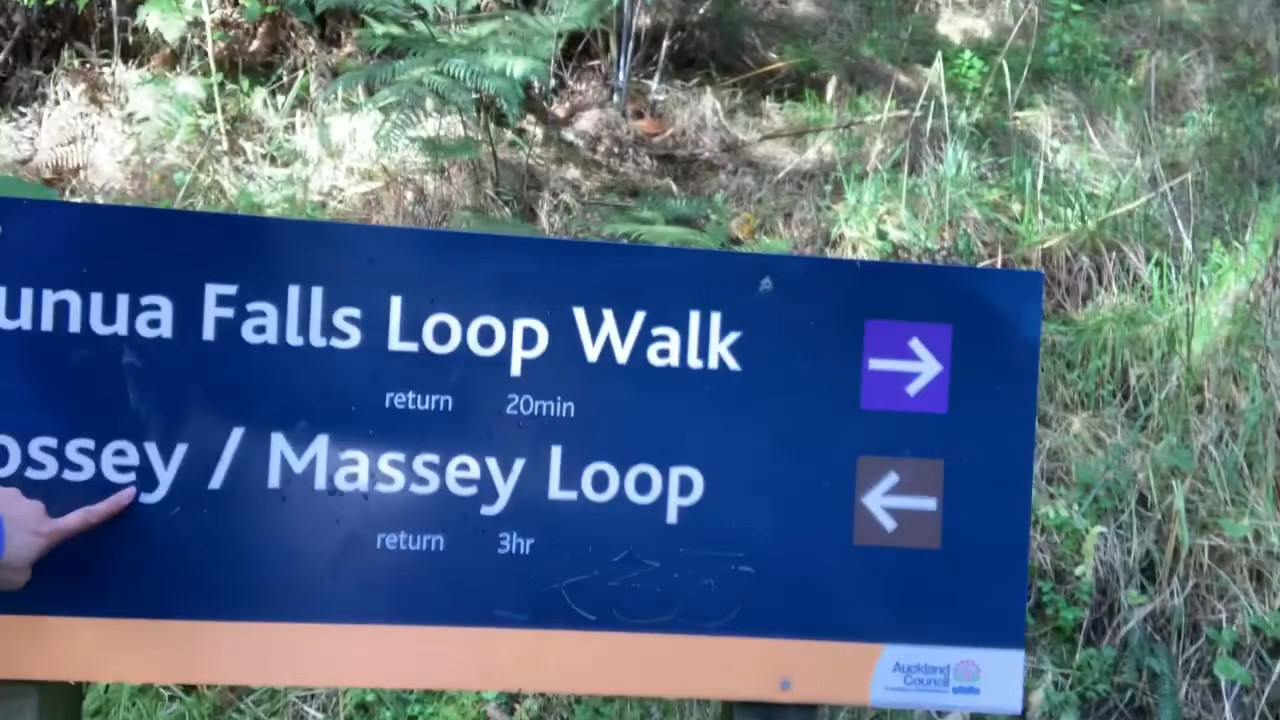 unua Falls Loop Walk
return 20min
ossey / Massey Loop
return 3hr
Auckland
Council